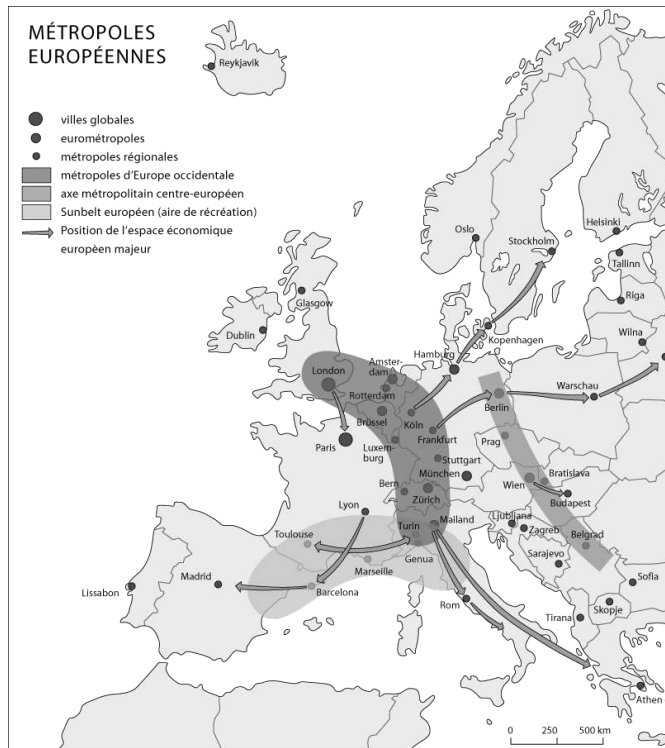 MÉTROPOLES
EUROPÉENNES
villes globales
eurométropoles
métropoles régionales
métropoles d'Europe occidentale
axe métropolitain centre-européen
Sunbelt européen (aire de récréation)
Position de l'espace économique
europèen majeur
Reykjavik
Oslo
Stockholm
Helsinki
Tallinn
Riga
Wilna
Glasgow
Dublin
Kopenhagen
Hamburg
London
Amster-
dam
Rotterdam
Brüssel
Köln
Berlin
Warschau
Paris
Luxem-
burg
Frankfurt
Prag
Stuttgart
München
Bern
Zürich
Wien
Bratislava
Budapest
Lyon
Turin
Mailand
Ljubljana
Zagreb
Belgrad
Toulouse
Genua
Sarajevo
Marseille
Madrid
Barcelona
Lissabon
Rom
Sofia
Skopje
Tirana
Athen
0 250 500 km